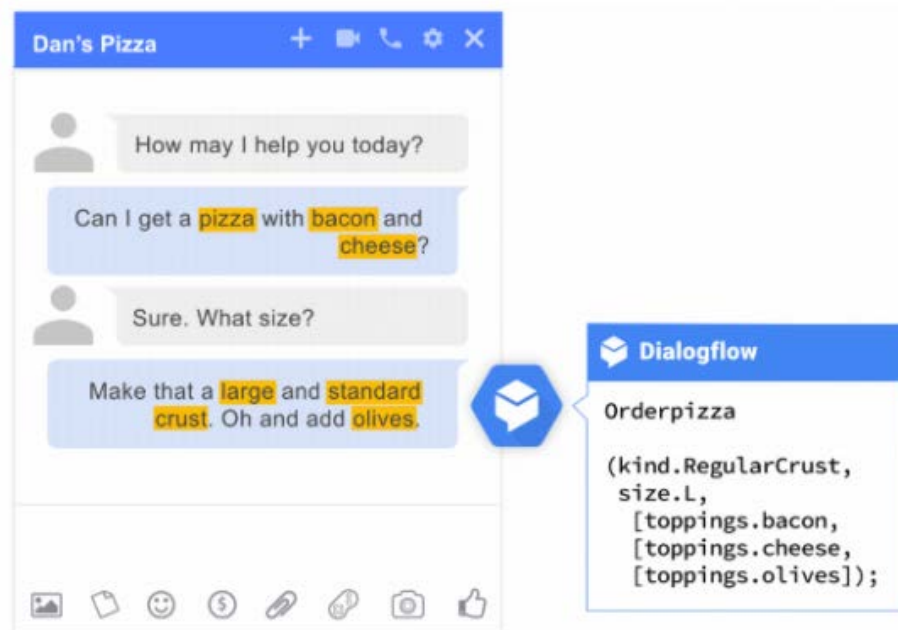 Dan's Pizza
How may I help you today?
Can I get a pizza with bacon and
cheese?
Sure. What size?
Make that a large and standard
crust. Oh and add olives.
Dialogflow
Orderpizza
(kind.RegularCrust,
size.L,
[toppings.bacon,
[toppings.cheese,
[toppings.olives]);